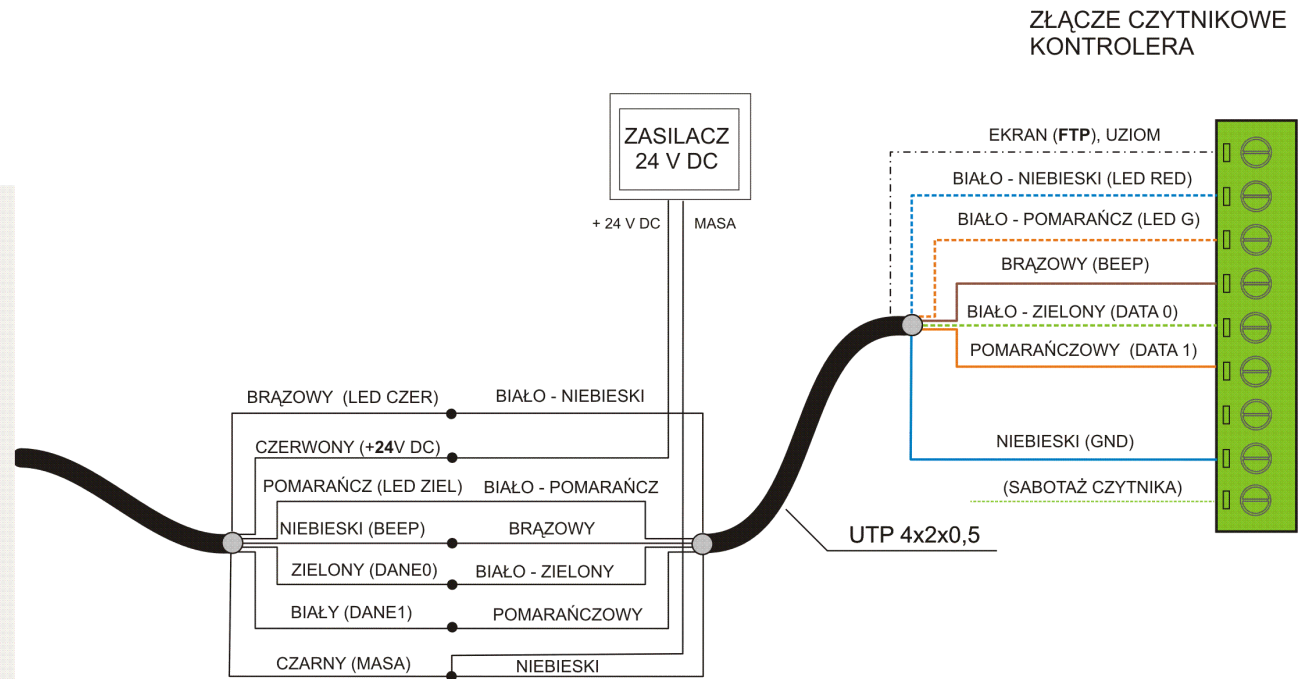 ZŁĄCZE CZYTNIKOWE
KONTROLERA
ZASILACZ
24 V DC
+ 24 V DC
MASA
EKRAN (FTP), UZIOM
BIAŁO - NIEBIESKI (LED RED)
BIAŁO - POMARAŃCZ (LED G)
BRĄZOWY (BEEP)
BIAŁO - ZIELONY (DATA 0)
POMARAŃCZOWY (DATA 1)
NIEBIESKI (GND)
(SABOTAŻ CZYTNIKA)
UTP 4x2x0,5
BRĄZOWY (LED CZER)
BIAŁO - NIEBIESKI
CZERWONY (+24V DC)
POMARAŃCZ (LED ZIEL)
BIAŁO - POMARAŃCZ
NIEBIESKI (BEEP)
BRĄZOWY
ZIELONY (DANE0)
BIAŁO - ZIELONY
BIAŁY (DANE1)
POMARAŃCZOWY
CZARNY (MASA)
NIEBIESKI